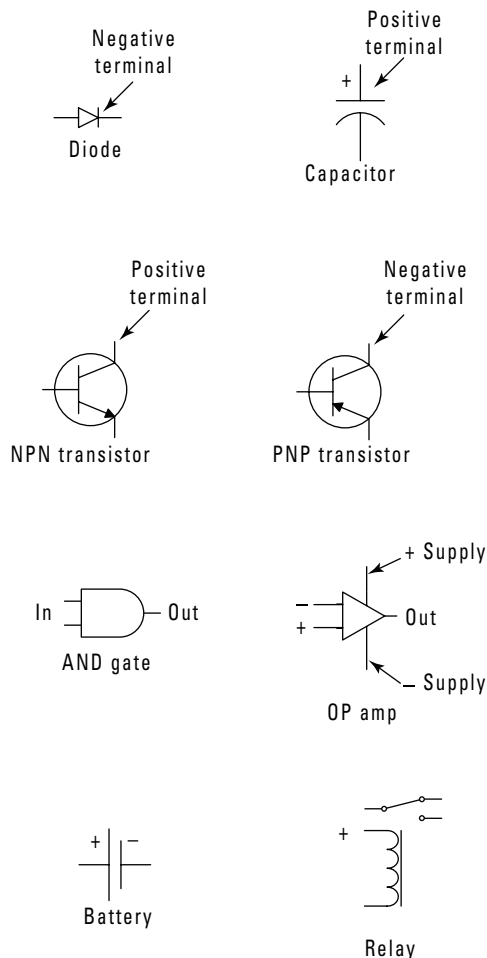 Negative
terminal
Diode
Positive
terminal
+
Capacitor
Positive
terminal
NPN transistor
Negative
terminal
PNP transistor
In
Out
AND gate
+ Supply
–
+
Out
– Supply
OP amp
+ –
Battery
+
Relay